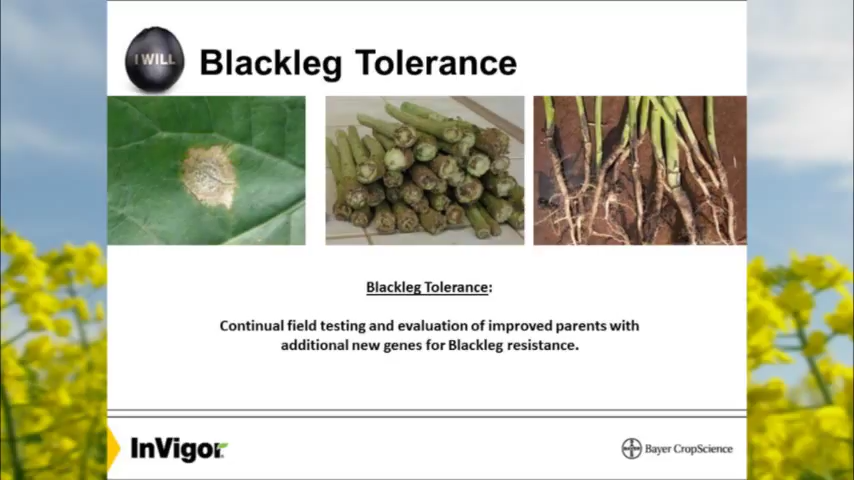 I WILL
Blackleg Tolerance
Blackleg Tolerance:
Continual field testing and evaluation of improved parents with
additional new genes for Blackleg resistance.
InVigor
BAYER
Bayer CropScience